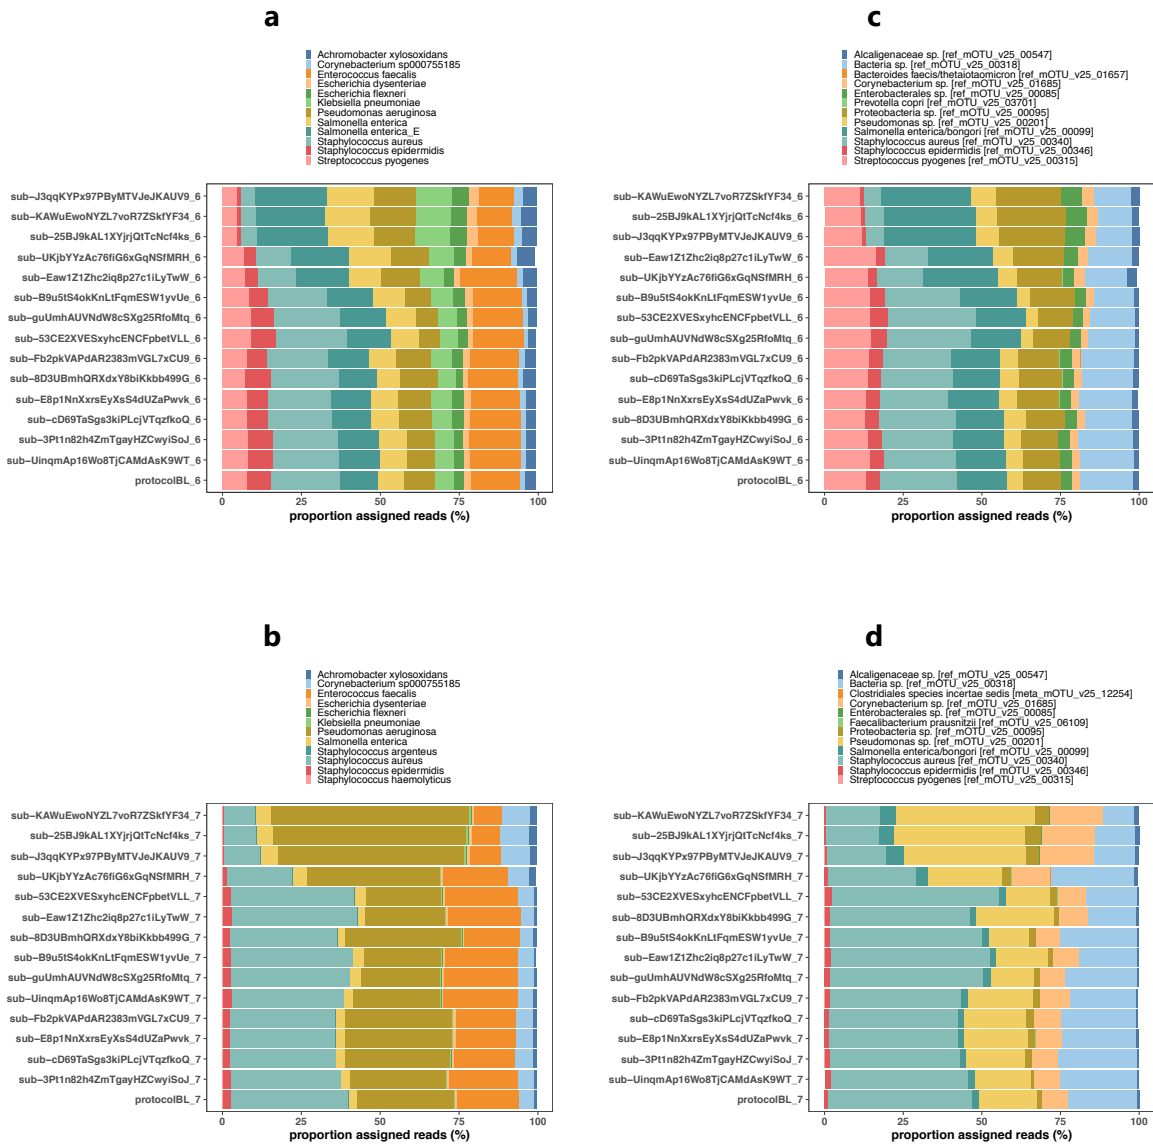 a
Achromobacter xylosoxidans
Corynebacterium sp000755185
Enterococcus faecalis
Escherichia dysenteriae
Escherichia flexneri
Klebsiella pneumoniae
Pseudomonas aeruginosa
Salmonella enterica
Salmonella enterica_E
Staphylococcus aureus
Staphylococcus epidermidis
Streptococcus pyogenes
sub-J3qqKYPx97PByMTVJeJKAUV9_6
sub-KAWuEwoNYZL7voR7ZSkfYF34_6
sub-25BJ9kAL1XYjrjQtTcNcf4ks_6
sub-UKjbYYzAc76fiG6xGqNSfMRH_6
sub-Eaw1Z1Zhc2iq8p27c1iLyTwW_6
sub-B9u5tS4okKnLtFqmESW1yvUe_6
sub-guUmhAUVNdW8cSXg25RfoMtq_6
sub-53CE2XVESxyhcENCFpbetVLL_6
sub-Fb2pkVAPdAR2383mVGL7xCU9_6
sub-8D3UBmhQRXdxY8biKkbb499G_6
sub-E8p1NnXxrsEyXsS4dUZaPwvk_6
sub-cD69TaSgs3kiPLcjVTqzfkoQ_6
sub-3Pt1n82h4ZmTgayHZCwyiSoJ_6
sub-UinqmAp16Wo8TjCAMdAsK9WT_6
protocolBL_6
0 25 50 75 100
proportion assigned reads (%)
c
Alcaligenaceae sp. [ref_mOTU_v25_00547]
Bacteria sp. [ref_mOTU_v25_00318]
Bacteroides faecis/thetaiotaomicron [ref_mOTU_v25_01657]
Corynebacterium sp. [ref_mOTU_v25_01685]
Enterobacterales sp. [ref_mOTU_v25_00085]
Prevotella copri [ref_mOTU_v25_03701]
Proteobacteria sp. [ref_mOTU_v25_00095]
Pseudomonas sp. [ref_mOTU_v25_00201]
Salmonella enterica/bongori [ref_mOTU_v25_00099]
Staphylococcus aureus [ref_mOTU_v25_00340]
Staphylococcus epidermidis [ref_mOTU_v25_00346]
Streptococcus pyogenes [ref_mOTU_v25_00315]
sub-KAWuEwoNYZL7voR7ZSkfYF34_6
sub-25BJ9kAL1XYjrjQtTcNcf4ks_6
sub-J3qqKYPx97PByMTVJeJKAUV9_6
sub-Eaw1Z1Zhc2iq8p27c1iLyTwW_6
sub-UKjbYYzAc76fiG6xGqNSfMRH_6
sub-B9u5tS4okKnLtFqmESW1yvUe_6
sub-53CE2XVESxyhcENCFpbetVLL_6
sub-guUmhAUVNdW8cSXg25RfoMtq_6
sub-Fb2pkVAPdAR2383mVGL7xCU9_6
sub-cD69TaSgs3kiPLcjVTqzfkoQ_6
sub-E8p1NnXxrsEyXsS4dUZaPwvk_6
sub-8D3UBmhQRXdxY8biKkbb499G_6
sub-3Pt1n82h4ZmTgayHZCwyiSoJ_6
sub-UinqmAp16Wo8TjCAMdAsK9WT_6
protocolBL_6
0 25 50 75 100
proportion assigned reads (%)
b
Achromobacter xylosoxidans
Corynebacterium sp000755185
Enterococcus faecalis
Escherichia dysenteriae
Escherichia flexneri
Klebsiella pneumoniae
Pseudomonas aeruginosa
Salmonella enterica
Staphylococcus argenteus
Staphylococcus aureus
Staphylococcus epidermidis
Staphylococcus haemolyticus
sub-KAWuEwoNYZL7voR7ZSkfYF34_7
sub-25BJ9kAL1XYjrjQtTcNcf4ks_7
sub-J3qqKYPx97PByMTVJeJKAUV9_7
sub-UKjbYYzAc76fiG6xGqNSfMRH_7
sub-53CE2XVESxyhcENCFpbetVLL_7
sub-Eaw1Z1Zhc2iq8p27c1iLyTwW_7
sub-8D3UBmhQRXdxY8biKkbb499G_7
sub-B9u5tS4okKnLtFqmESW1yvUe_7
sub-guUmhAUVNdW8cSXg25RfoMtq_7
sub-UinqmAp16Wo8TjCAMdAsK9WT_7
sub-Fb2pkVAPdAR2383mVGL7xCU9_7
sub-E8p1NnXxrsEyXsS4dUZaPwvk_7
sub-cD69TaSgs3kiPLcjVTqzfkoQ_7
sub-3Pt1n82h4ZmTgayHZCwyiSoJ_7
protocolBL_7
0 25 50 75 100
proportion assigned reads (%)
d
Alcaligenaceae sp. [ref_mOTU_v25_00547]
Bacteria sp. [ref_mOTU_v25_00318]
Clostridiales species incertae sedis [meta_mOTU_v25_12254]
Corynebacterium sp. [ref_mOTU_v25_01685]
Enterobacterales sp. [ref_mOTU_v25_00085]
Faecalibacterium prausnitzii [ref_mOTU_v25_06109]
Proteobacteria sp. [ref_mOTU_v25_00095]
Pseudomonas sp. [ref_mOTU_v25_00201]
Salmonella enterica/bongori [ref_mOTU_v25_00099]
Staphylococcus aureus [ref_mOTU_v25_00340]
Staphylococcus epidermidis [ref_mOTU_v25_00346]
Streptococcus pyogenes [ref_mOTU_v25_00315]
sub-KAWuEwoNYZL7voR7ZSkfYF34_7
sub-25BJ9kAL1XYjrjQtTcNcf4ks_7
sub-J3qqKYPx97PByMTVJeJKAUV9_7
sub-UKjbYYzAc76fiG6xGqNSfMRH_7
sub-53CE2XVESxyhcENCFpbetVLL_7
sub-8D3UBmhQRXdxY8biKkbb499G_7
sub-B9u5tS4okKnLtFqmESW1yvUe_7
sub-Eaw1Z1Zhc2iq8p27c1iLyTwW_7
sub-guUmhAUVNdW8cSXg25RfoMtq_7
sub-Fb2pkVAPdAR2383mVGL7xCU9_7
sub-cD69TaSgs3kiPLcjVTqzfkoQ_7
sub-E8p1NnXxrsEyXsS4dUZaPwvk_7
sub-3Pt1n82h4ZmTgayHZCwyiSoJ_7
sub-UinqmAp16Wo8TjCAMdAsK9WT_7
protocolBL_7
0 25 50 75 100
proportion assigned reads (%)